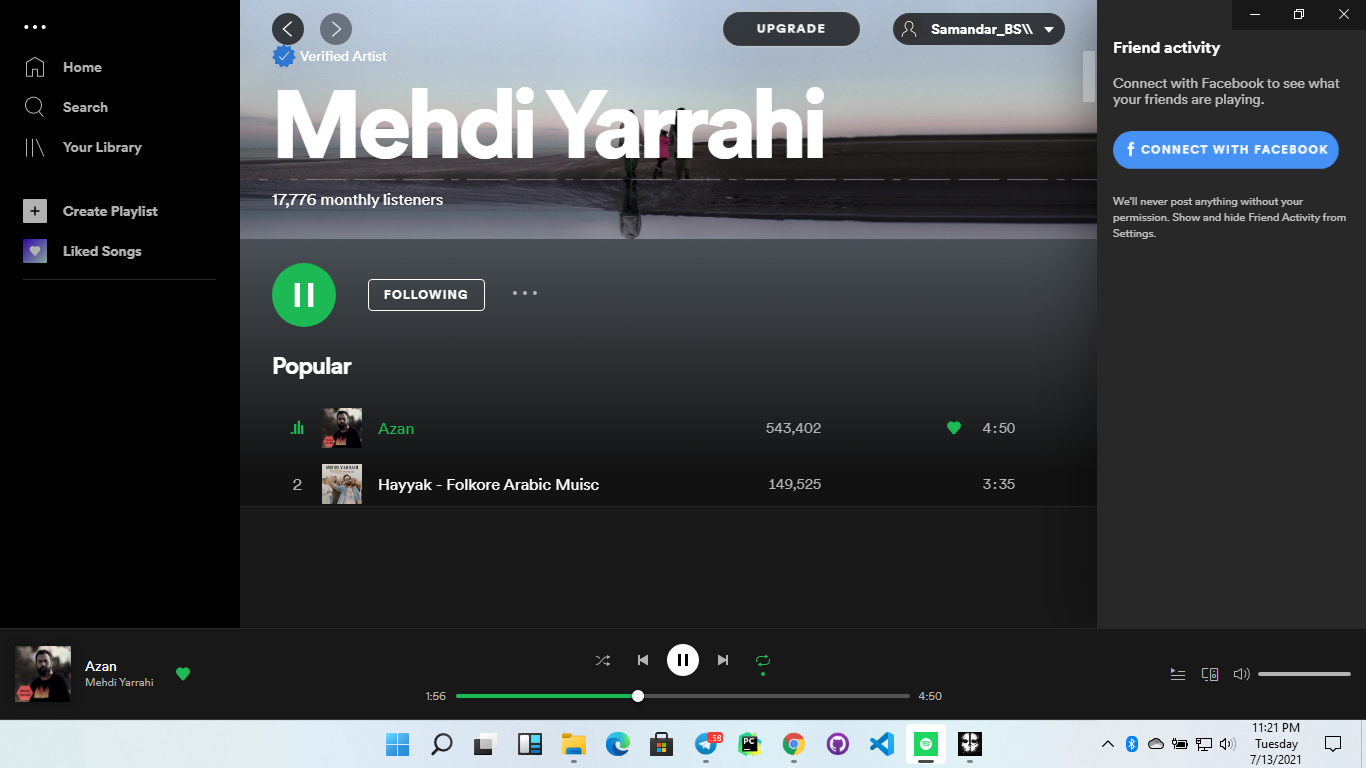 Home
Search
Your Library
Create Playlist
Liked Songs
UPGRADE
Samandar_BS\\
Verified Artist
Mehdi Yarrahi
17,776 monthly listeners
FOLLOWING
Popular
Azan 543,402 4:50
2 Hayyak - Folkore Arabic Muisc 149,525 3:35
Friend activity
Connect with Facebook to see what
your friends are playing.
CONNECT WITH FACEBOOK
We'll never post anything without your
permission. Show and hide Friend Activity from
Settings.
Azan
Mehdi Yarrahi
1:56 4:50
58
PC
11:21 PM
Tuesday
7/13/2021